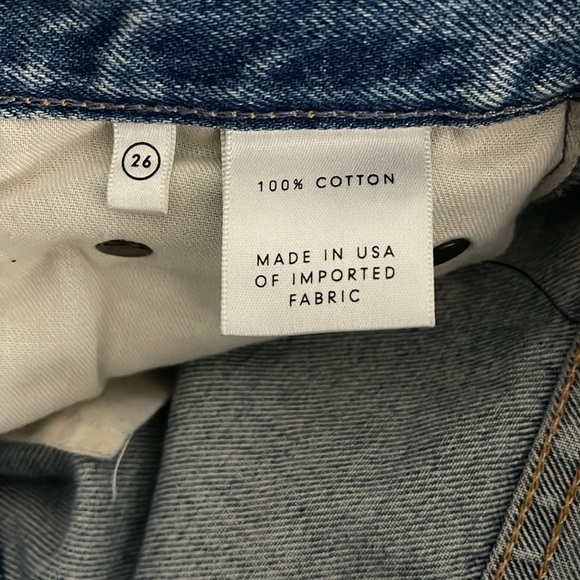 26
100% COTTON
MADE IN USA
OF IMPORTED
FABRIC